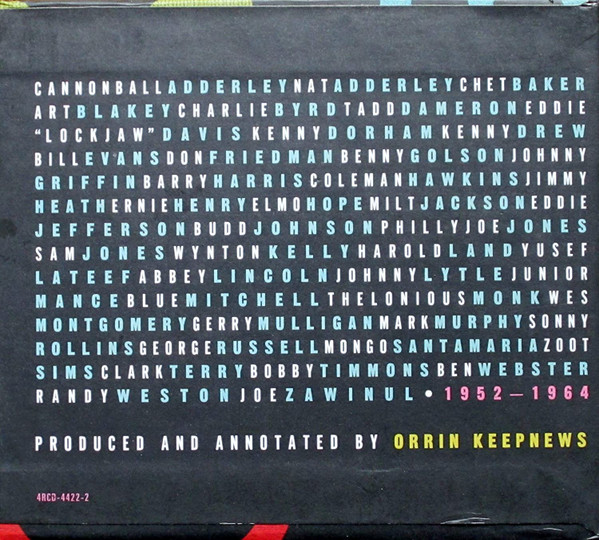 CANNONBALLADDERLEYNATADDERLEYCHETBAKER
ARTBLAKEYCHARLIEBYRDTADDDAMERONEDDIE
“LOCKJAW”DAVISKENNYDORHAMKENNYDREW
BILLEVANSDONFRIEDMANBENNYGOLSONJOHNNY
GRIFFINBARRYHARRISCOLEMANHAWKINSJIMMY
HEATHERNIEHENRYELMOHOPEMILTJACKSONEDDIE
JEFFERSONBUDDJOHNSONPHILLYJOEJONES
SAMJONESWYNTONKELLYHAROLDLANDYUSEF
LATEEFABBEYLINCOLNJOHNNYLYTLEJUNIOR
MANCEBLUEMITCHELLTHELONIOUSMONKWES
MONTGOMERYGERRYMULLIGANMARKMURPHYSONNY
ROLLINSGEORGERUSSELLMONGOSANTAMARIAZOOT
SIMSCLARKTERRYBOBBYTIMMONSBENWEBSTER
RANDYWESTONJOEZAWINUL • 1952–1964
PRODUCED AND ANNOTATED BY ORRIN KEEPNEWS
4RCD-4422-2